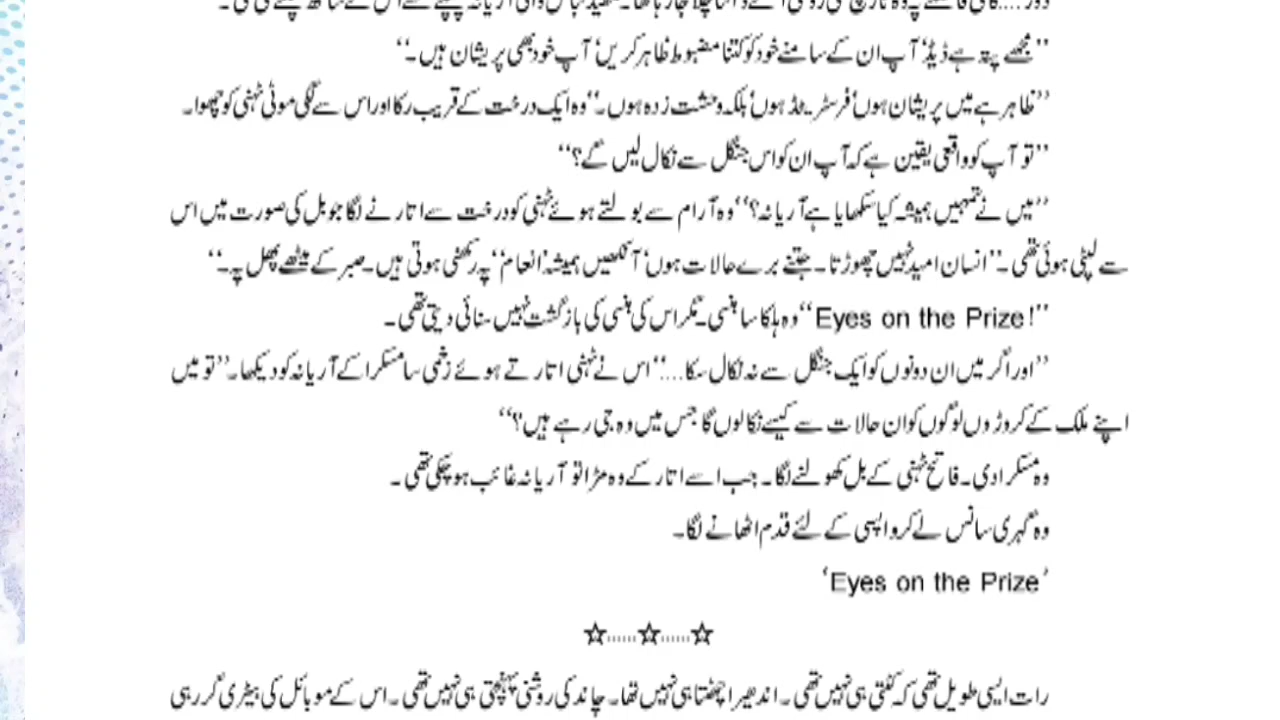 ’’مجھے پتہ ہے ڈیڈ‘ آپ ان کے سامنے خود کو کتنا مضبوط ظاہر کریں‘ آپ خود بھی پریشان ہیں۔‘‘
’’ظاہر ہے میں پریشان ہوں‘ فرسٹریٹڈ ہوں‘ بلکہ وحشت زدہ ہوں۔‘‘ وہ ایک درخت کے قریب رکا اور اس سے لگی موٹی ٹہنی کو چھوا۔
’’تو آپ کو واقعی یقین ہے کہ آپ ان کو اس جنگل سے نکال لیں گے؟‘‘
’’میں نے تمہیں ہمیشہ کیا سکھایا ہے آریانہ؟‘‘ وہ آرام سے بولتے ہوئے ٹہنی کو درخت سے اتارنے لگا جو بل کی صورت میں اس
سے لپٹی ہوئی تھی۔’’انسان امید نہیں چھوڑتا۔ جتنے برے حالات ہوں‘ آنکھیں ہمیشہ’انعام‘‘ پہ رکھنی ہوتی ہیں۔ صبر کے میٹھے پھل پہ۔‘‘
’’Eyes on the Prize!‘‘ وہ ہلکا سا ہنسی۔ مگر اس کی ہنسی کی بازگشت نہیں سنائی دیتی تھی۔
’’اور اگر میں ان دونوں کو ایک جنگل سے نہ نکال سکا....‘‘ اس نے ٹہنی اتارتے ہوئے زخمی سا مسکرا کے آریانہ کو دیکھا۔’’تو میں
اپنے ملک کے کروڑوں لوگوں کو ان حالات سے کیسے نکالوں گا جس میں وہ جی رہے ہیں؟‘‘
وہ مسکرا دی۔ فاتح ٹہنی کے بل کھولنے لگا۔ جب اسے اتار کے وہ مڑا تو آریانہ غائب ہو چکی تھی۔
وہ گہری سانس لے کر واپسی کے لئے قدم اٹھانے لگا۔
’Eyes on the Prize‘
☆......☆......☆
رات ایسی طویل تھی کہ کٹتی ہی نہیں تھی۔ اندھیرا چھٹتا ہی نہیں تھا۔ چاند کی روشنی پہنچتی ہی نہیں تھی۔ اس کے موبائل کی بیٹری گر رہی